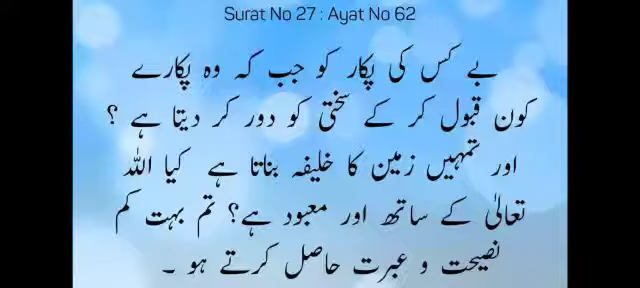 Surat No 27 : Ayat No 62
بے کس کی پکار کو جب کہ وہ پکارے
کون قبول کر کے سختی کو دور کر دیتا ہے ؟
اور تمہیں زمین کا خلیفہ بناتا ہے کیا اللہ
تعالیٰ کے ساتھ اور معبود ہے؟ تم بہت کم
نصیحت و عبرت حاصل کرتے ہو ۔